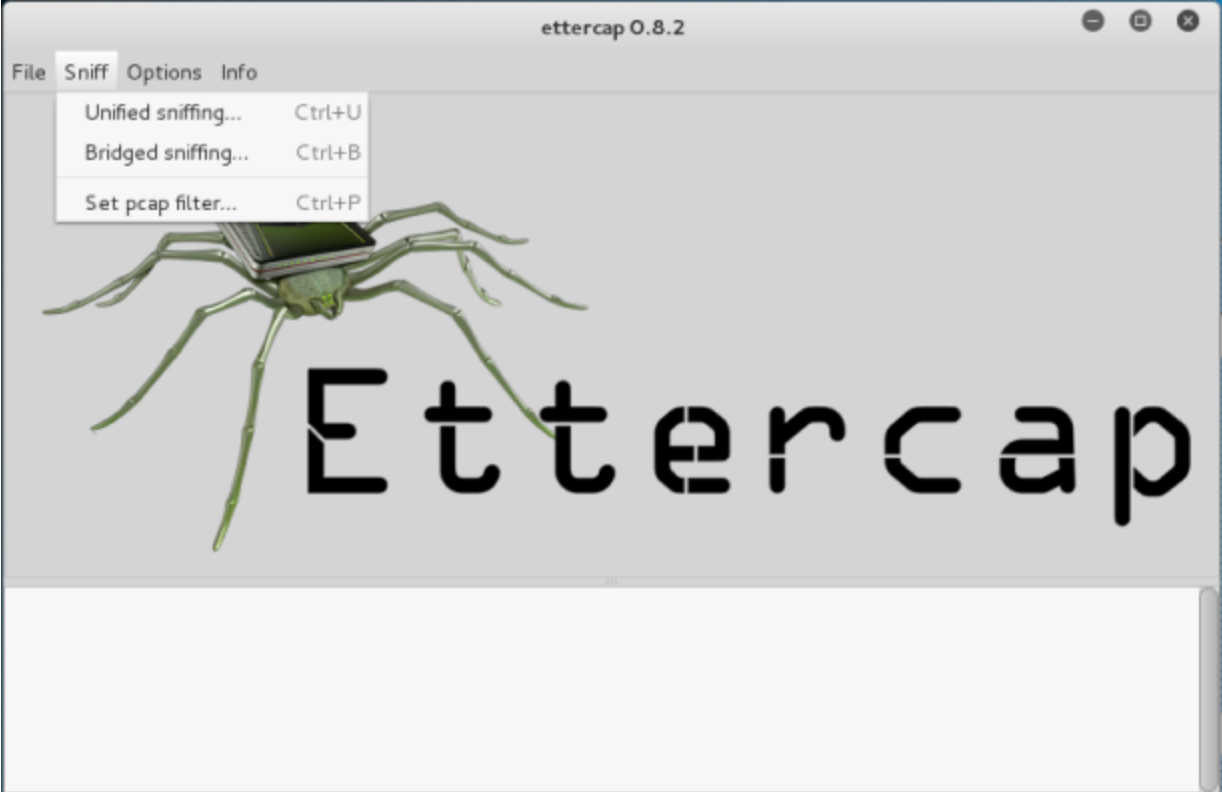 ettercap 0.8.2
File Sniff Options Info
Unified sniffing... Ctrl+U
Bridged sniffing... Ctrl+B
Set pcap filter... Ctrl+P
Ettercap